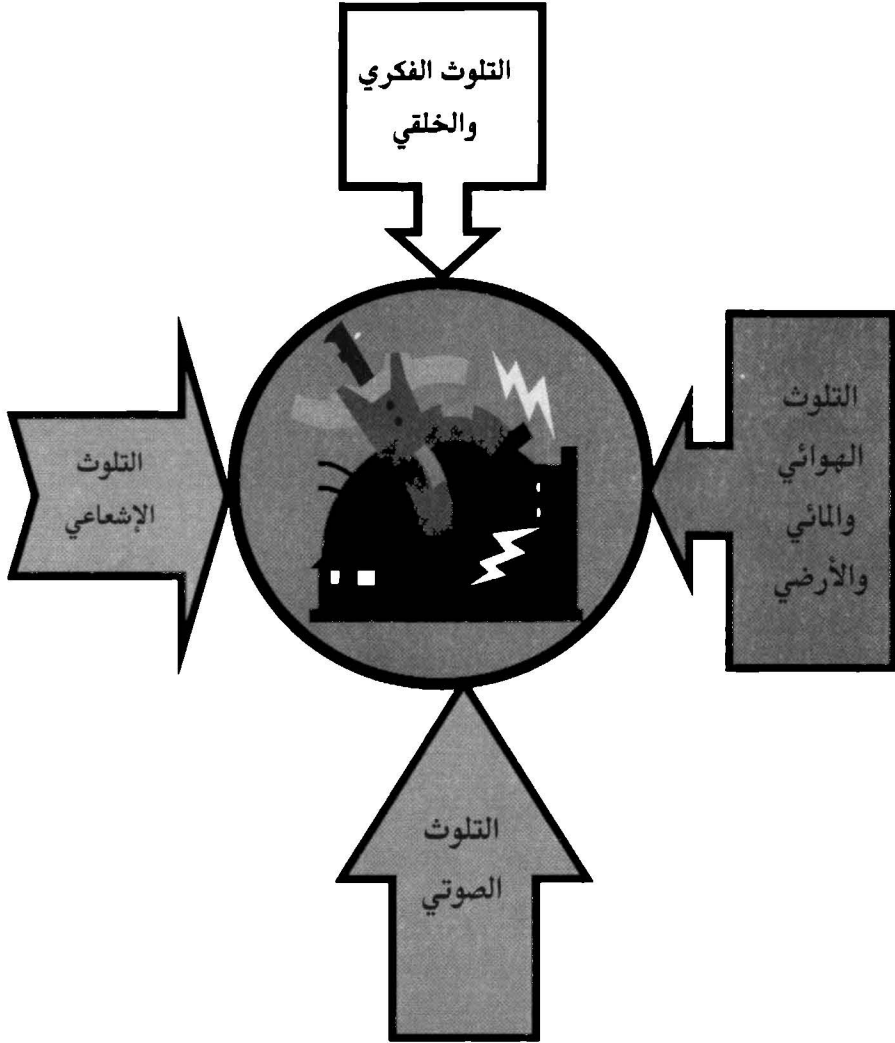 التلوث الفكري
والخلقي
التلوث
الهوائي
والمائي
والأرضي
التلوث
الإشعاعي
التلوث
الصوتي